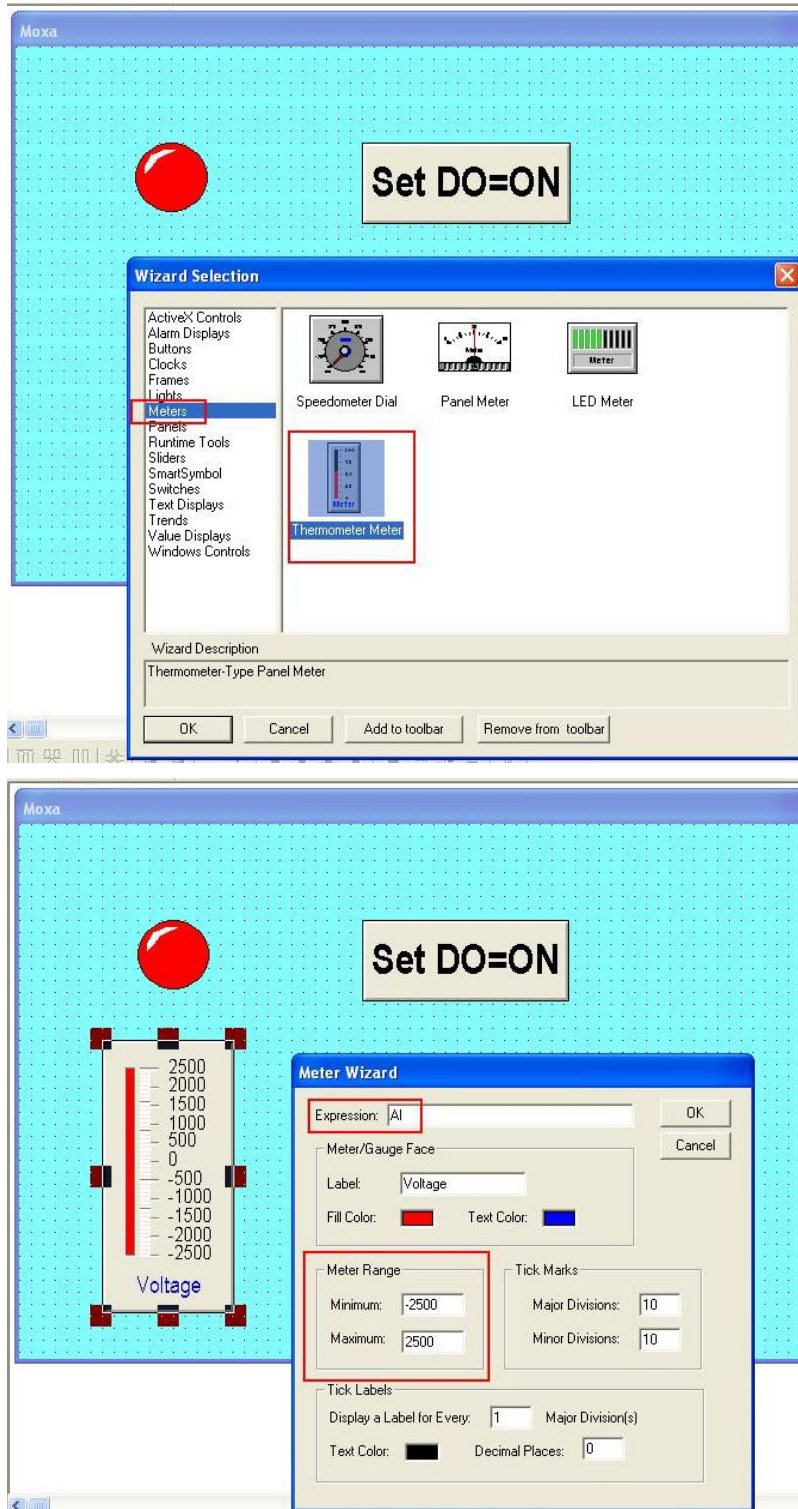 Moxa
Set DO=ON
Wizard Selection
ActiveX Controls
Alarm Displays
Buttons
Clocks
Frames
Lights
Meters
Panels
Runtime Tools
Sliders
SmartSymbol
Switches
Text Displays
Trends
Value Displays
Windows Controls
Speedometer Dial
Panel Meter
LED Meter
Meter
Meter
Thermometer Meter
Wizard Description
Thermometer-Type Panel Meter
OK Cancel Add to toolbar Remove from toolbar
Moxa
Set DO=ON
2500
2000
1500
1000
500
0
-500
-1000
-1500
-2000
-2500
Voltage
Meter Wizard
Expression: AI
OK
Cancel
Meter/Gauge Face
Label: Voltage
Fill Color: Text Color:
Meter Range
Minimum: -2500
Maximum: 2500
Tick Marks
Major Divisions: 10
Minor Divisions: 10
Tick Labels
Display a Label for Every: 1 Major Division(s)
Text Color: Decimal Places: 0